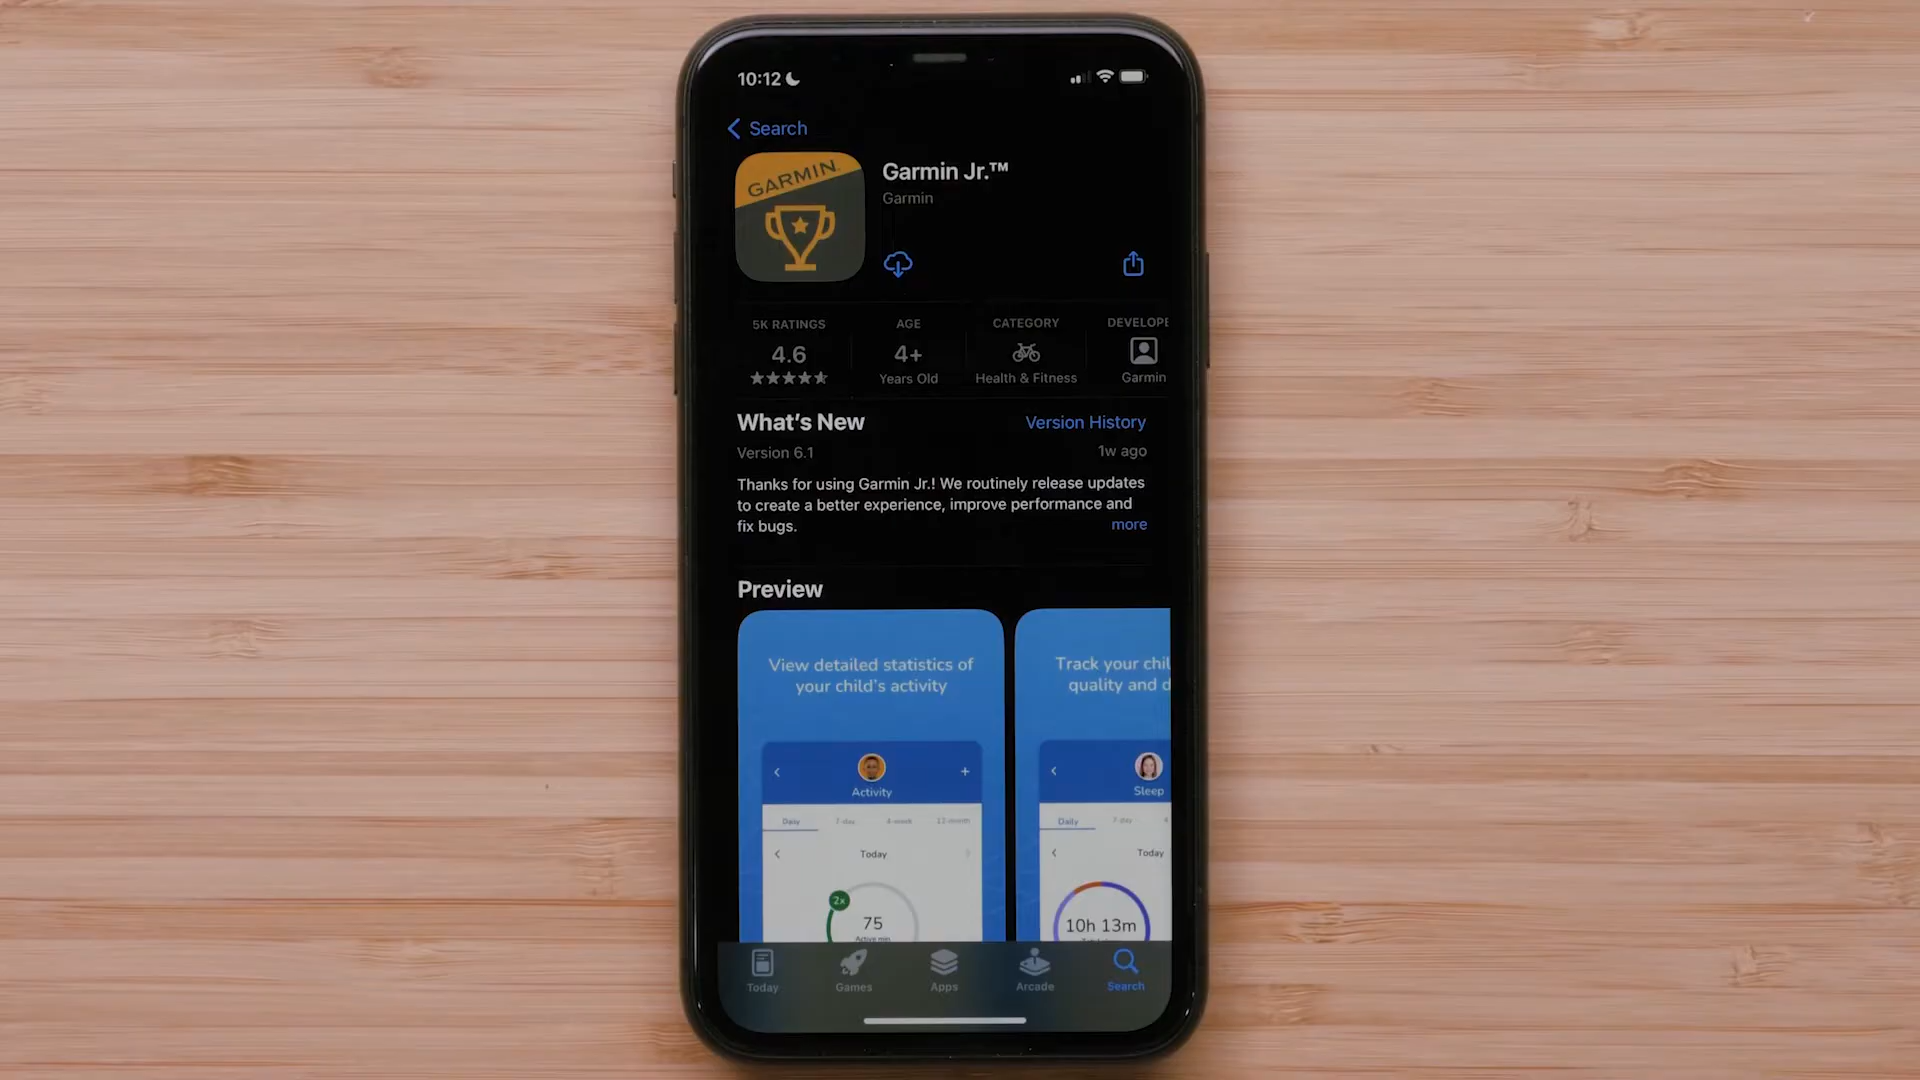 10:12
Search
GARMIN
Garmin Jr.™
Garmin
5K RATINGS
AGE
CATEGORY
DEVELOPE
4.6
4+
Years Old
Health & Fitness
Garmin
What's New
Version History
Version 6.1
1w ago
Thanks for using Garmin Jr.! We routinely release updates
to create a better experience, improve performance and
fix bugs.
more
Preview
View detailed statistics of
your child's activity
Activity
Daily
7-day
4-week
12-month
Today
2x
75
Active min
Track your chil
quality and d
Sleep
Daily
7-day
4
Today
10h 13m
Today
Games
Apps
Arcade
Search